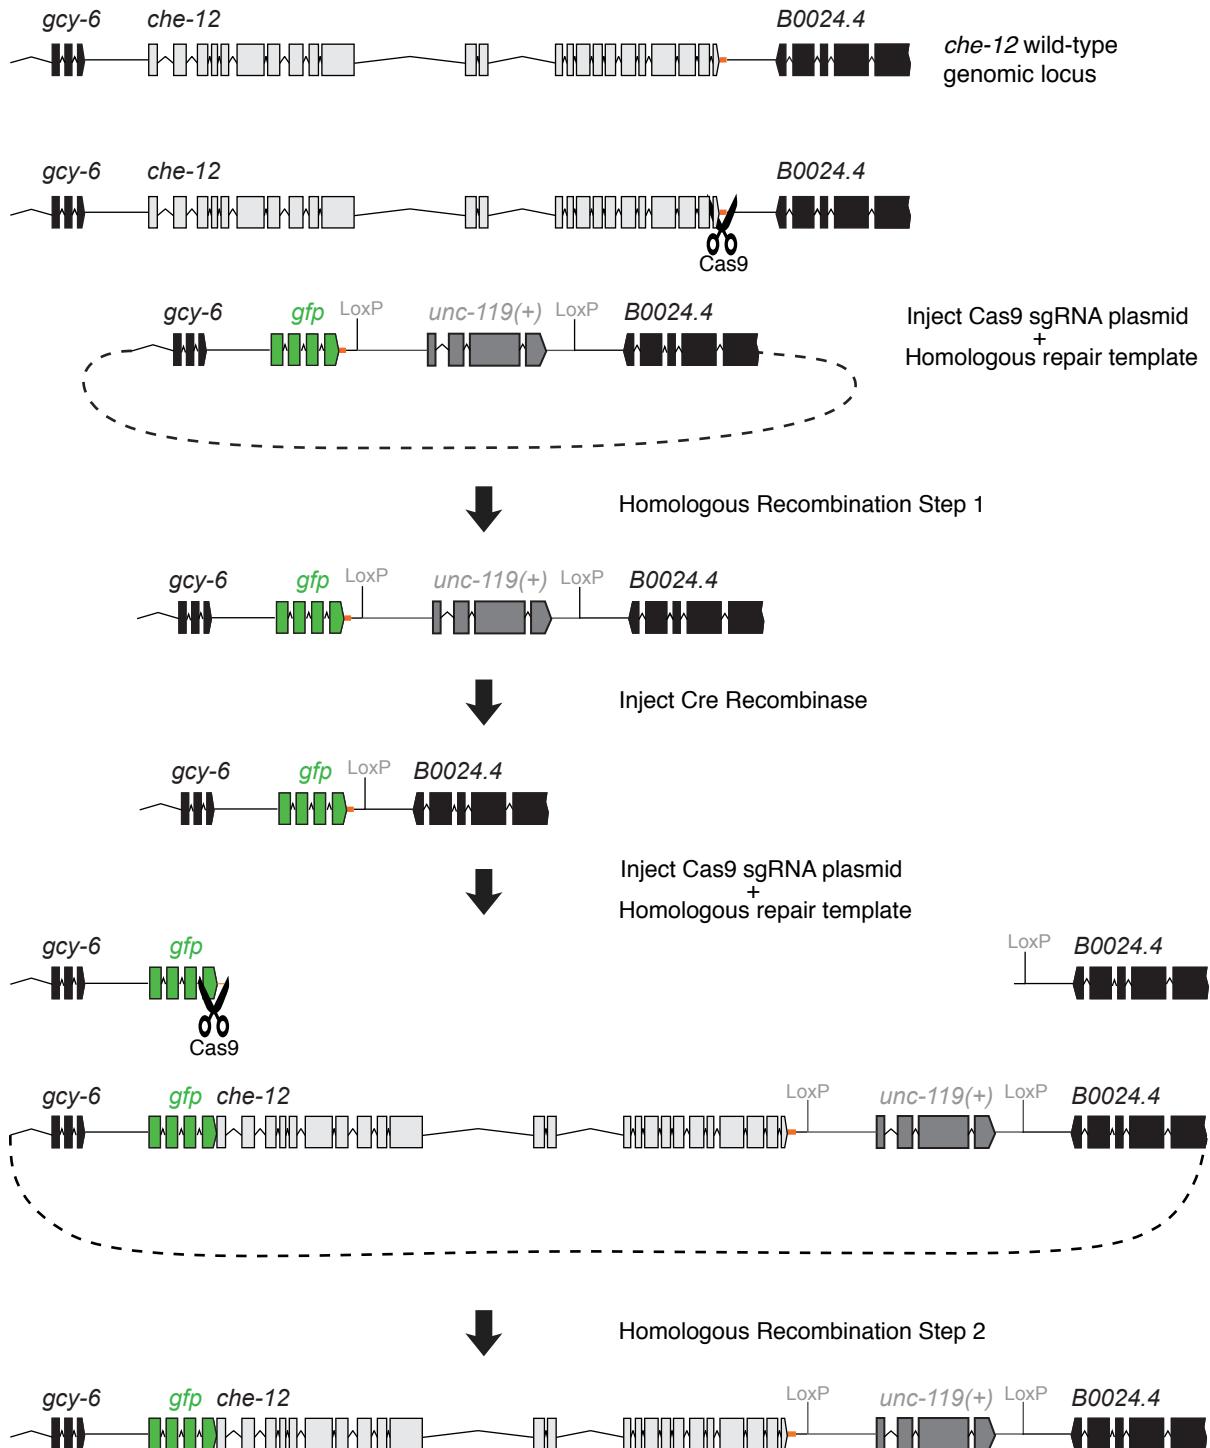 gcy-6 che-12 B0024.4
che-12 wild-type
genomic locus
gcy-6 che-12 B0024.4
Cas9
gcy-6 gfp LoxP unc-119(+) LoxP B0024.4
Inject Cas9 sgRNA plasmid
+
Homologous repair template
Homologous Recombination Step 1
gcy-6 gfp LoxP unc-119(+) LoxP B0024.4
Inject Cre Recombinase
gcy-6 gfp LoxP B0024.4
Inject Cas9 sgRNA plasmid
+
Homologous repair template
gcy-6 gfp LoxP B0024.4
Cas9
gcy-6 gfp che-12 LoxP unc-119(+) LoxP B0024.4
Homologous Recombination Step 2
gcy-6 gfp che-12 LoxP unc-119(+) LoxP B0024.4